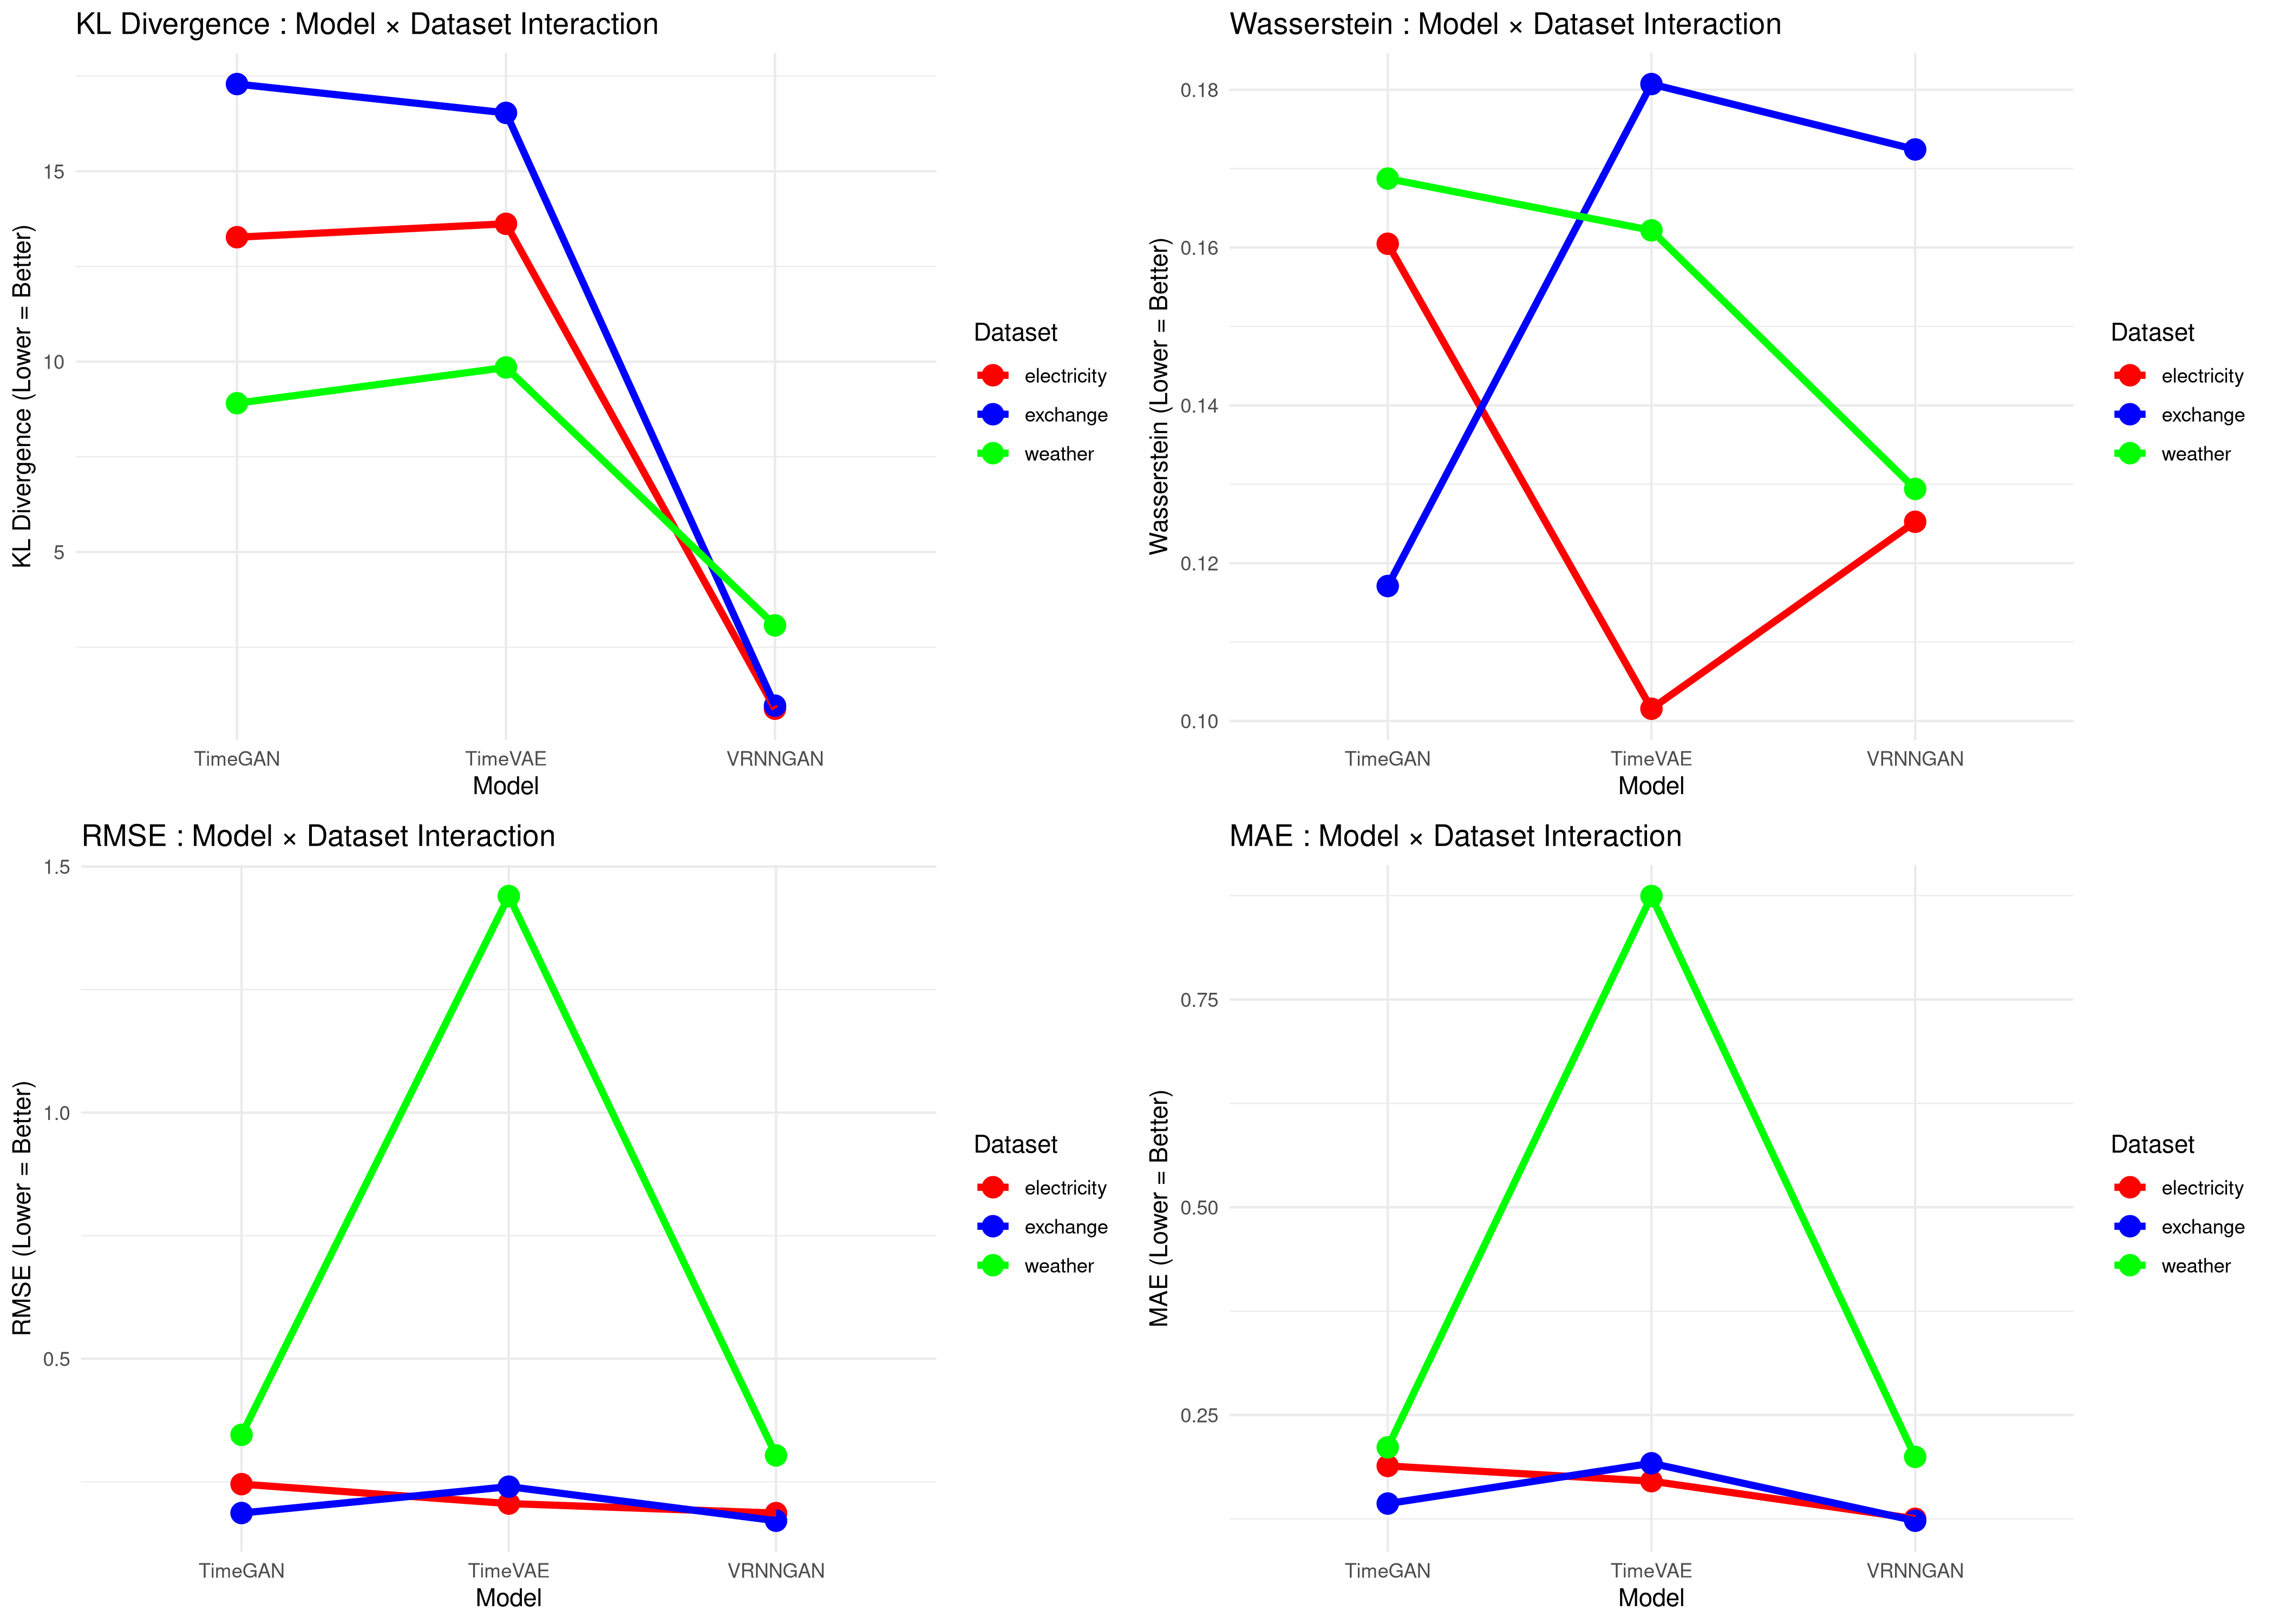 KL Divergence : Model × Dataset Interaction
KL Divergence (Lower = Better)
15
10
5
TimeGAN TimeVAE VRNNGAN
Model
Dataset
electricity
exchange
weather
Wasserstein : Model × Dataset Interaction
Wasserstein (Lower = Better)
0.18
0.16
0.14
0.12
0.10
TimeGAN TimeVAE VRNNGAN
Model
Dataset
electricity
exchange
weather
RMSE : Model × Dataset Interaction
RMSE (Lower = Better)
1.5
1.0
0.5
TimeGAN TimeVAE VRNNGAN
Model
Dataset
electricity
exchange
weather
MAE : Model × Dataset Interaction
MAE (Lower = Better)
0.75
0.50
0.25
TimeGAN TimeVAE VRNNGAN
Model
Dataset
electricity
exchange
weather